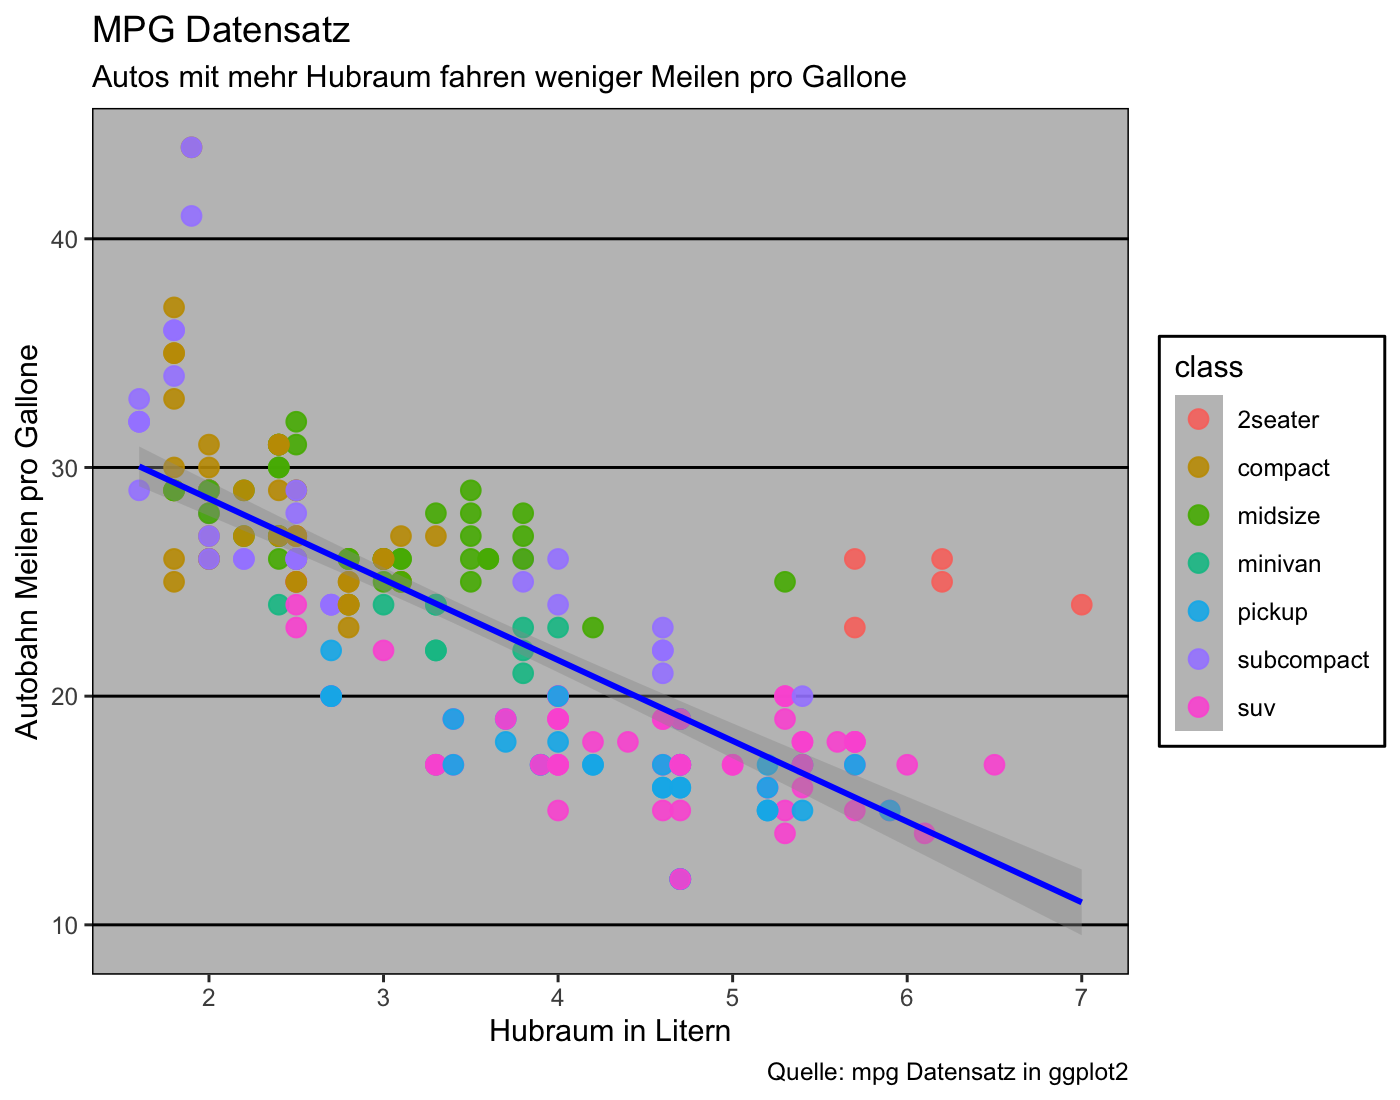 MPG Datensatz
Autos mit mehr Hubraum fahren weniger Meilen pro Gallone
Autobahn Meilen pro Gallone
40
30
20
10
2 3 4 5 6 7
Hubraum in Litern
class
2seater
compact
midsize
minivan
pickup
subcompact
suv
Quelle: mpg Datensatz in ggplot2